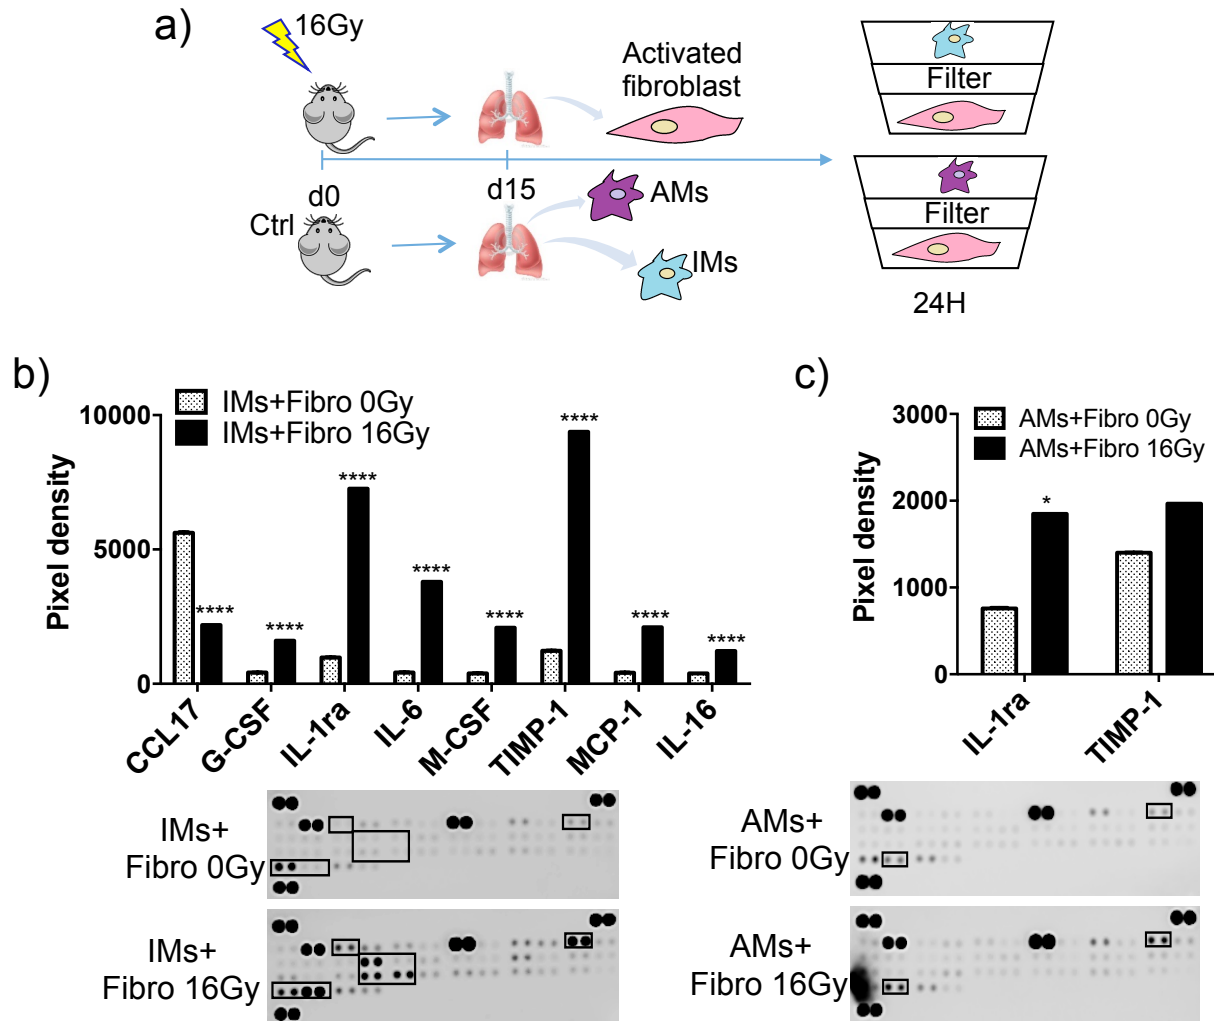 a)
16Gy
Activated
fibroblast
Filter
d0
d15
Ctrl
AMs
IMs
Filter
24H
b)
IMs+Fibro 0Gy
IMs+Fibro 16Gy
10000
5000
0
Pixel density
****
****
****
****
****
****
****
****
CCL17
G-CSF
IL-1ra
IL-6
M-CSF
TIMP-1
MCP-1
IL-16
IMs+
Fibro 0Gy
IMs+
Fibro 16Gy
c)
AMs+Fibro 0Gy
AMs+Fibro 16Gy
3000
2000
1000
0
Pixel density
*
IL-1ra
TIMP-1
AMs+
Fibro 0Gy
AMs+
Fibro 16Gy